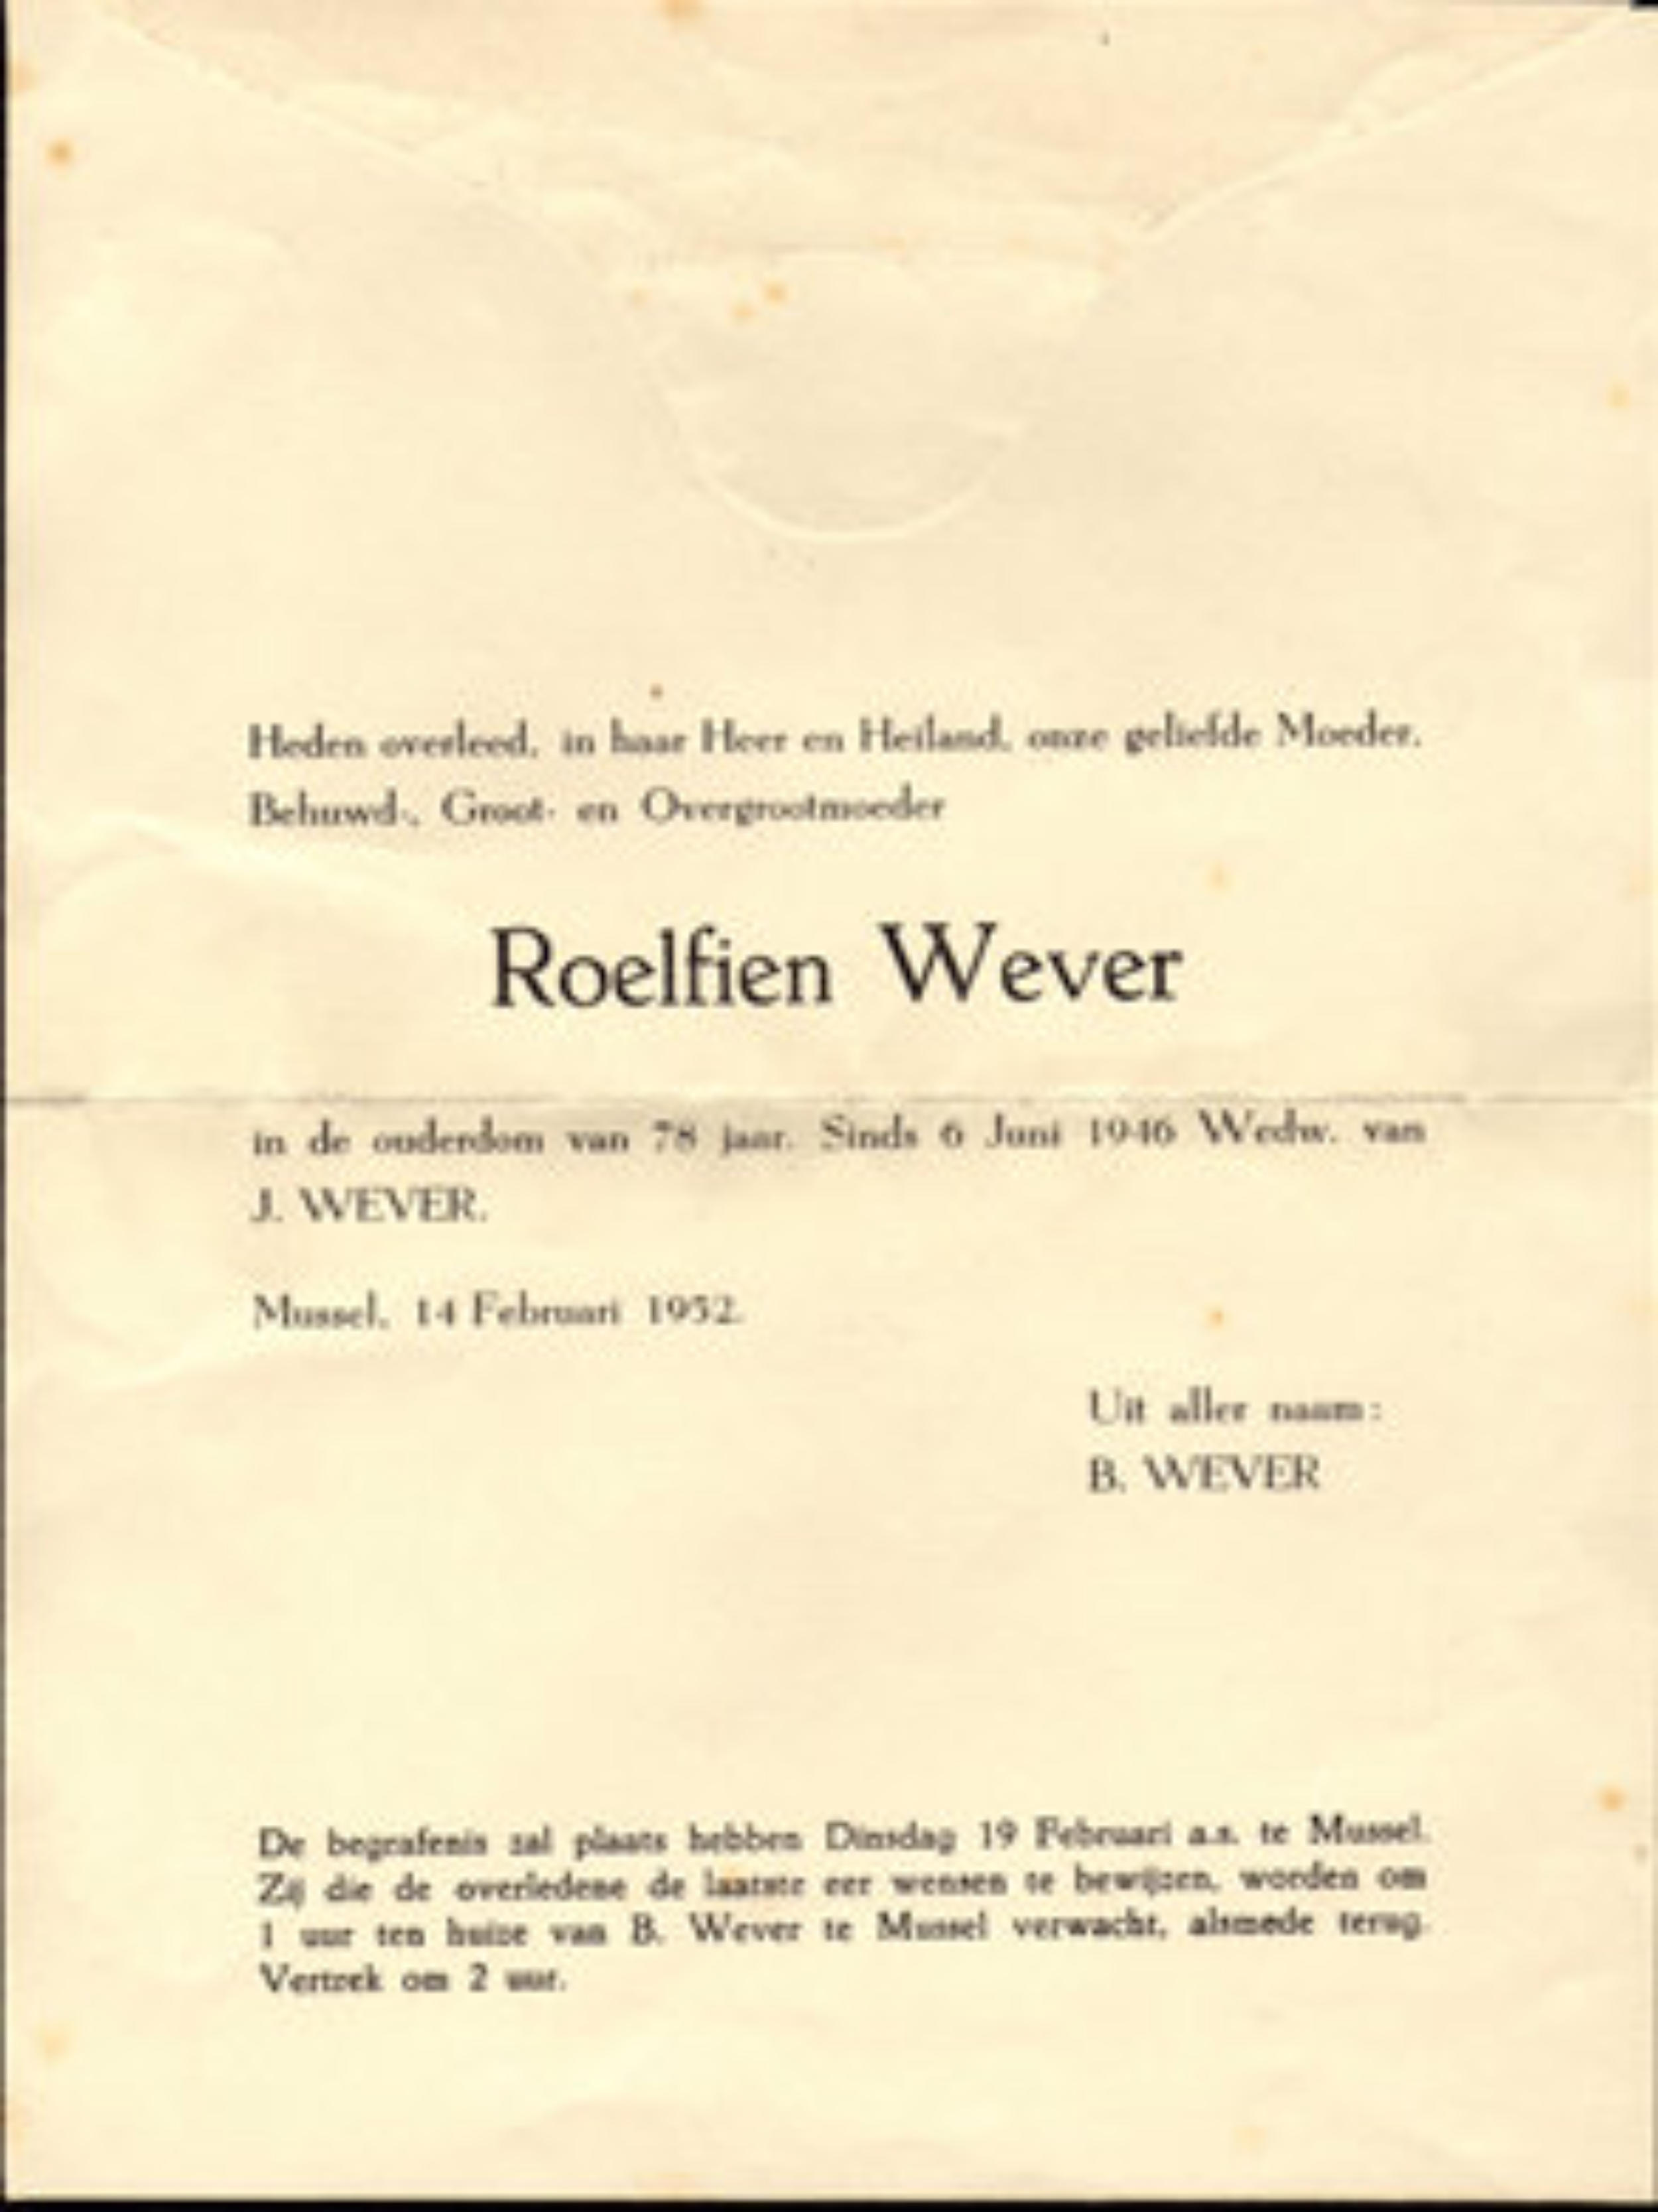 Heden overleed, in haar Heer en Heiland, onze geliefde Moeder,
Behuwd-, Groot- en Overgrootmoeder
Roelfien Wever
in de ouderdom van 78 jaar. Sinds 6 Juni 1946 Wedw. van
J. WEVER.
Mussel, 14 Februari 1952.
Uit aller naam:
B. WEVER
De begrafenis zal plaats hebben Dinsdag 19 Februari a.s. te Mussel.
Zij die de overledene de laatste eer wensen te bewijzen, worden om
1 uur ten huize van B. Wever te Mussel verwacht, alsmede terug.
Vertrek om 2 uur.